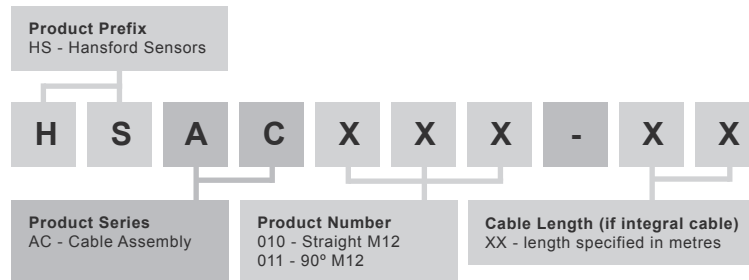 Product Prefix
HS - Hansford Sensors
H S A C X X X - X X
Product Series
AC - Cable Assembly
Product Number
010 - Straight M12
011 - 90º M12
Cable Length (if integral cable)
XX - length specified in metres